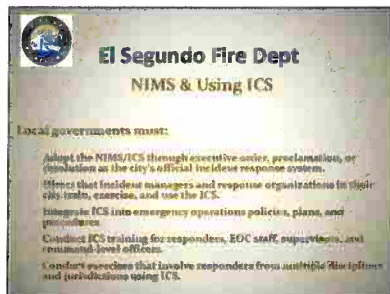 El Segundo Fire Dept
NIMS & Using ICS
Local governments must:
Adopt the NIMS/ICS through executive order, proclamation, or
resolution as the city's official incident response system.
Direct that incident managers and response organizations in their
city train, exercise, and use the ICS.
Integrate ICS into emergency operations policies, plans, and
procedures
Conduct ICS training for responders, EOC staff, supervisors, and
command-level officers.
Conduct exercises that involve responders from multiple disciplines
and jurisdictions using ICS.